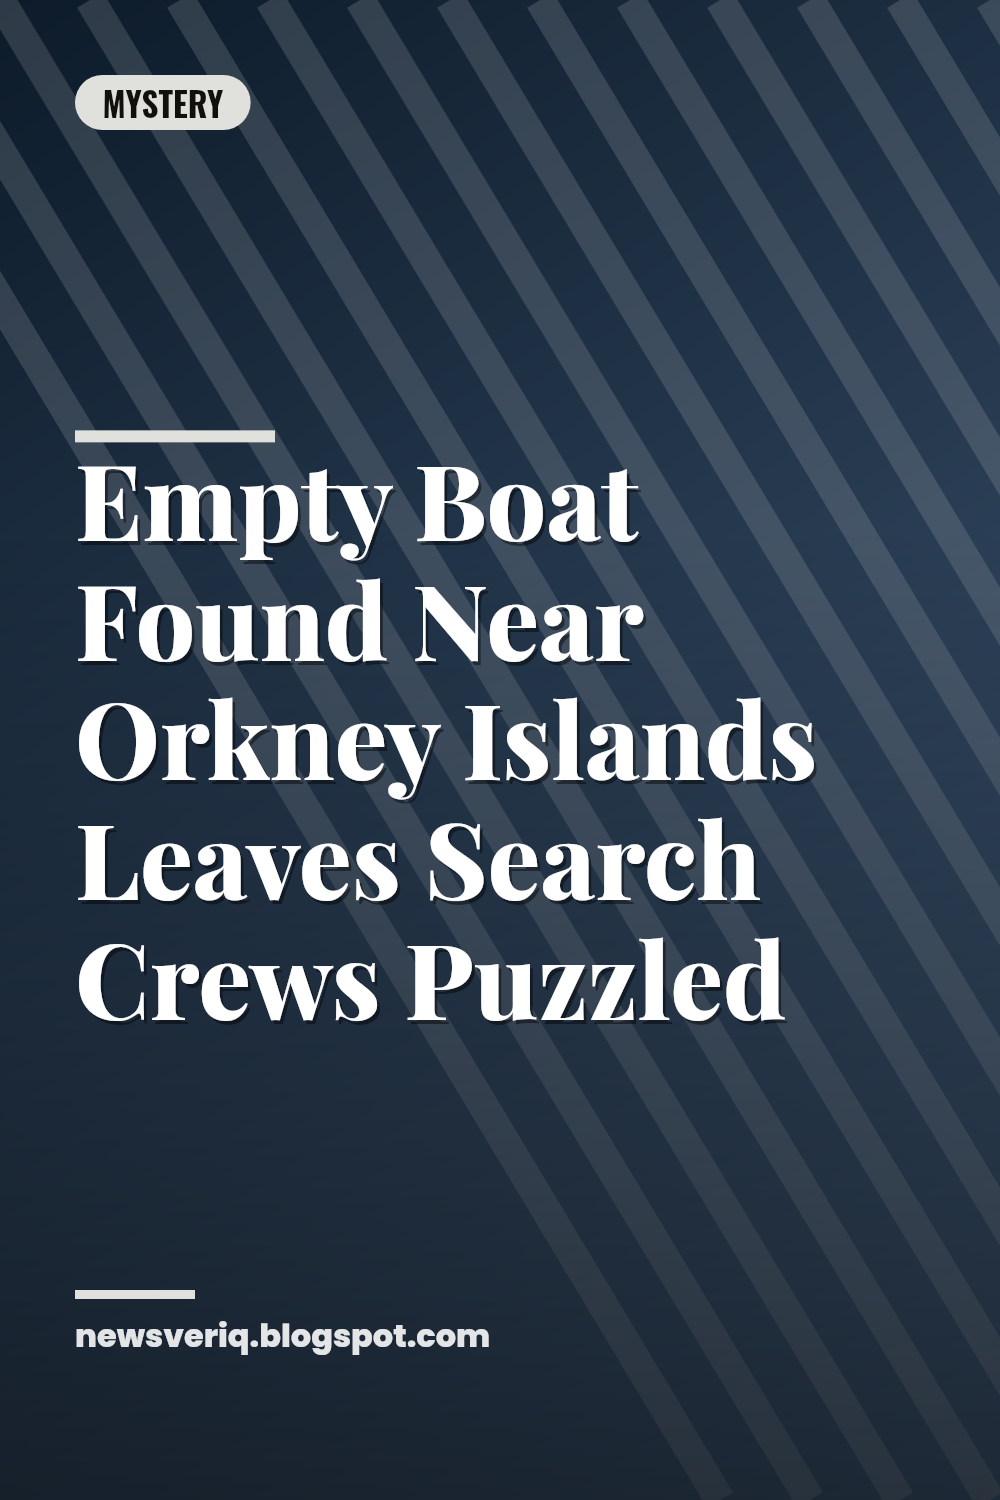 MYSTERY
Empty Boat
Found Near
Orkney Islands
Leaves Search
Crews Puzzled
newsveriq.blogspot.com